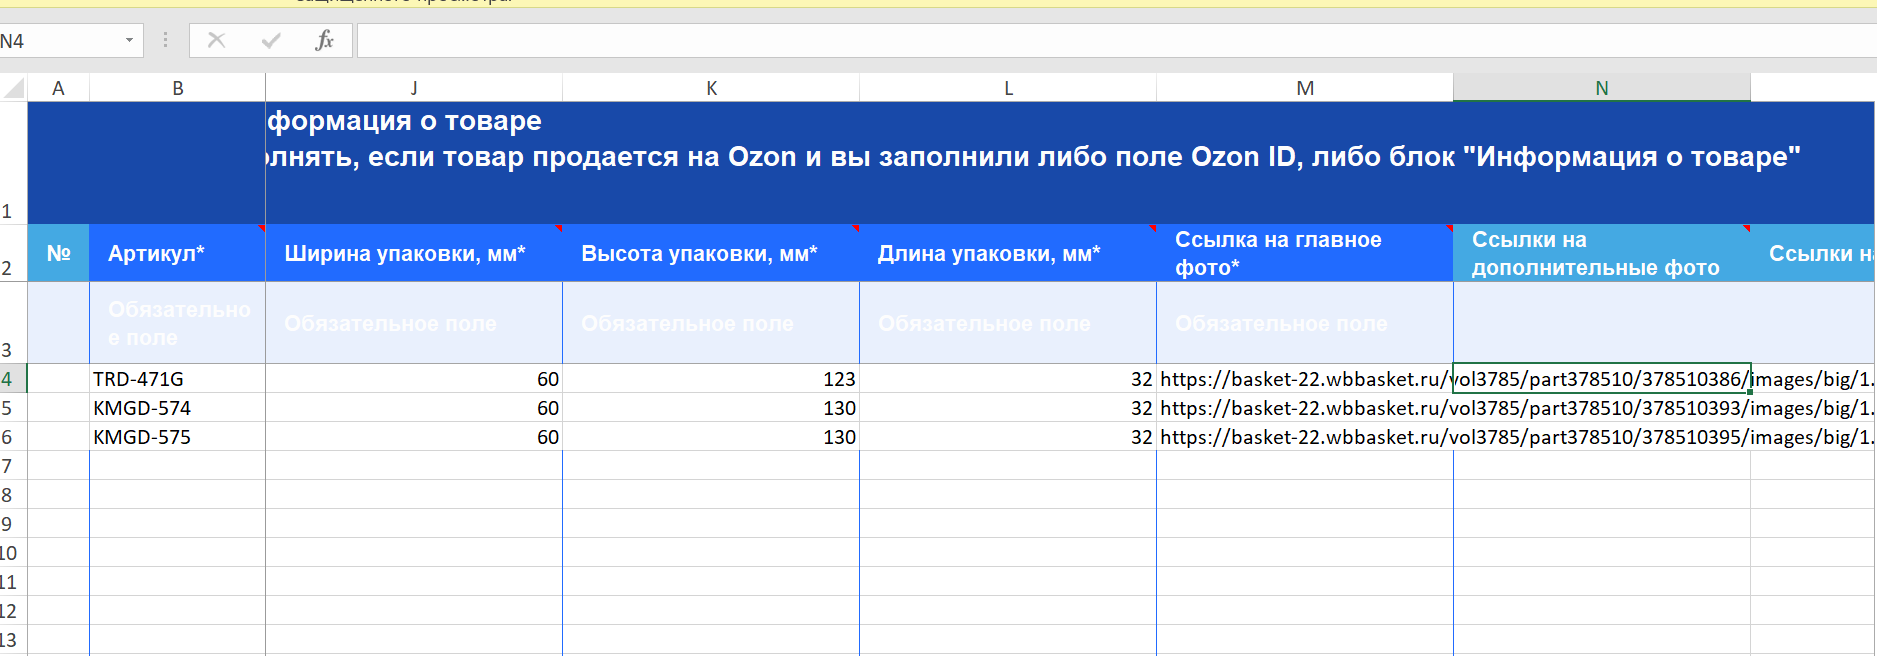 N4
fx
A B J K L M N
формация о товаре
олнять, если товар продается на Ozon и вы заполнили либо поле Ozon ID, либо блок "Информация о товаре"
1
2 № Артикул* Ширина упаковки, мм* Высота упаковки, мм* Длина упаковки, мм* Ссылка на главное фото* Ссылки на дополнительные фото Ссылки на
3 Обязательное поле Обязательное поле Обязательное поле Обязательное поле Обязательное поле
4 TRD-471G 60 123 32 https://basket-22.wbbasket.ru/vol3785/part378510/378510386/images/big/1.
5 KMGD-574 60 130 32 https://basket-22.wbbasket.ru/vol3785/part378510/378510393/images/big/1.
6 KMGD-575 60 130 32 https://basket-22.wbbasket.ru/vol3785/part378510/378510395/images/big/1.
7
8
9
10
11
12
13